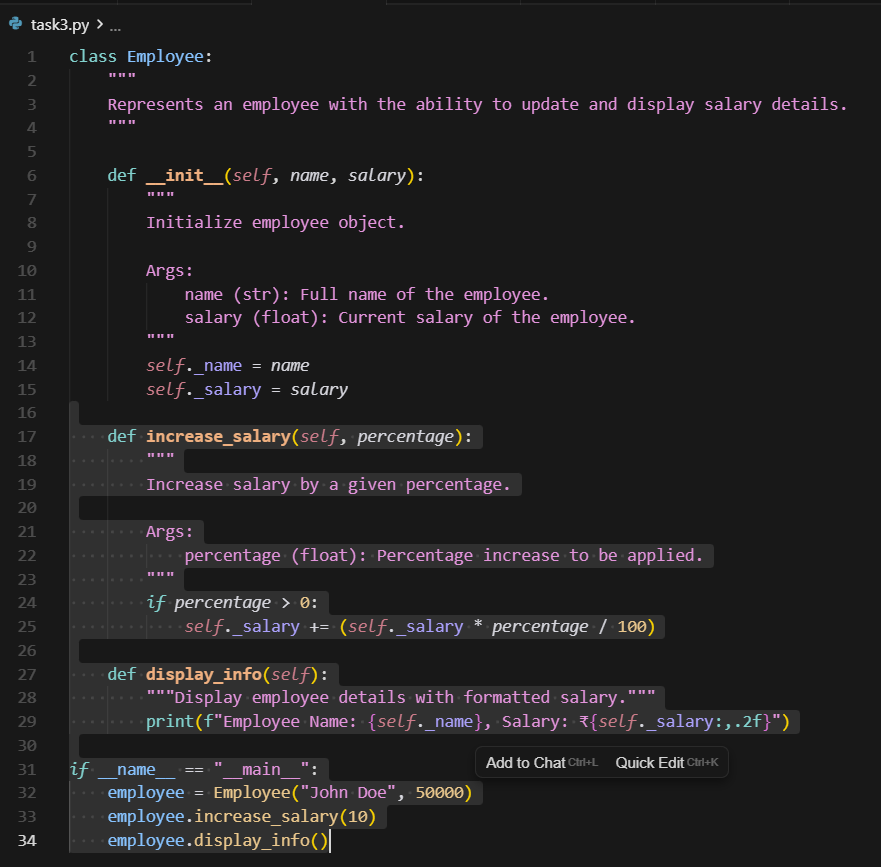 task3.py > ...
1 class Employee:
2     """
3     Represents an employee with the ability to update and display salary details.
4     """
5
6     def __init__(self, name, salary):
7         """
8         Initialize employee object.
9
10         Args:
11             name (str): Full name of the employee.
12             salary (float): Current salary of the employee.
13         """
14         self._name = name
15         self._salary = salary
16
17     def increase_salary(self, percentage):
18         """
19         Increase salary by a given percentage.
20
21         Args:
22             percentage (float): Percentage increase to be applied.
23         """
24         if percentage > 0:
25             self._salary += (self._salary * percentage / 100)
26
27     def display_info(self):
28         """Display employee details with formatted salary."""
29         print(f"Employee Name: {self._name}, Salary: ₹{self._salary:,.2f}")
30
31 if __name__ == "__main__":
Add to Chat Ctrl+L Quick Edit Ctrl+K
32     employee = Employee("John Doe", 50000)
33     employee.increase_salary(10)
34     employee.display_info()